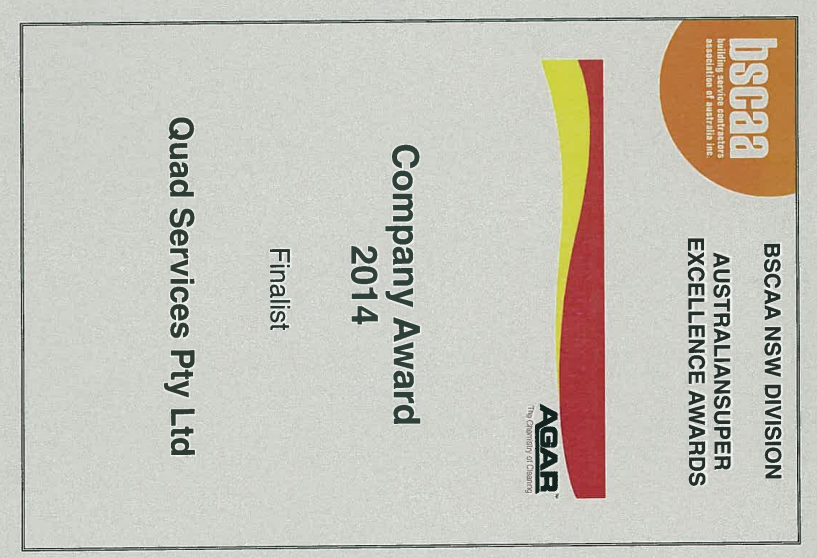 bscaa
building service contractors
association of australia inc.
BSCAA NSW DIVISION
AUSTRALIANSUPER
EXCELLENCE AWARDS
AGAR™
The Chemistry of Cleaning
Company Award
2014
Finalist
Quad Services Pty Ltd